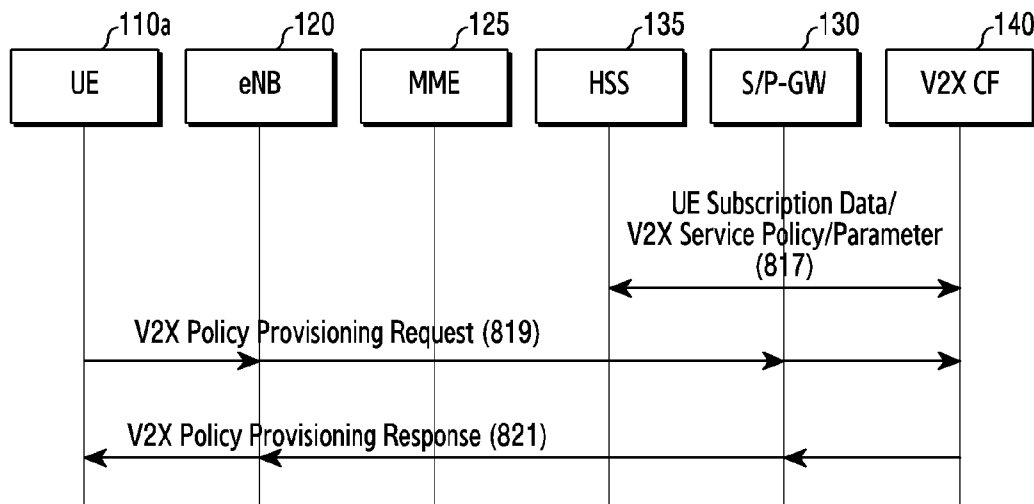 110a 120 125 135 130 140
UE eNB MME HSS S/P-GW V2X CF
UE Subscription Data/
V2X Service Policy/Parameter
(817)
V2X Policy Provisioning Request (819)
V2X Policy Provisioning Response (821)